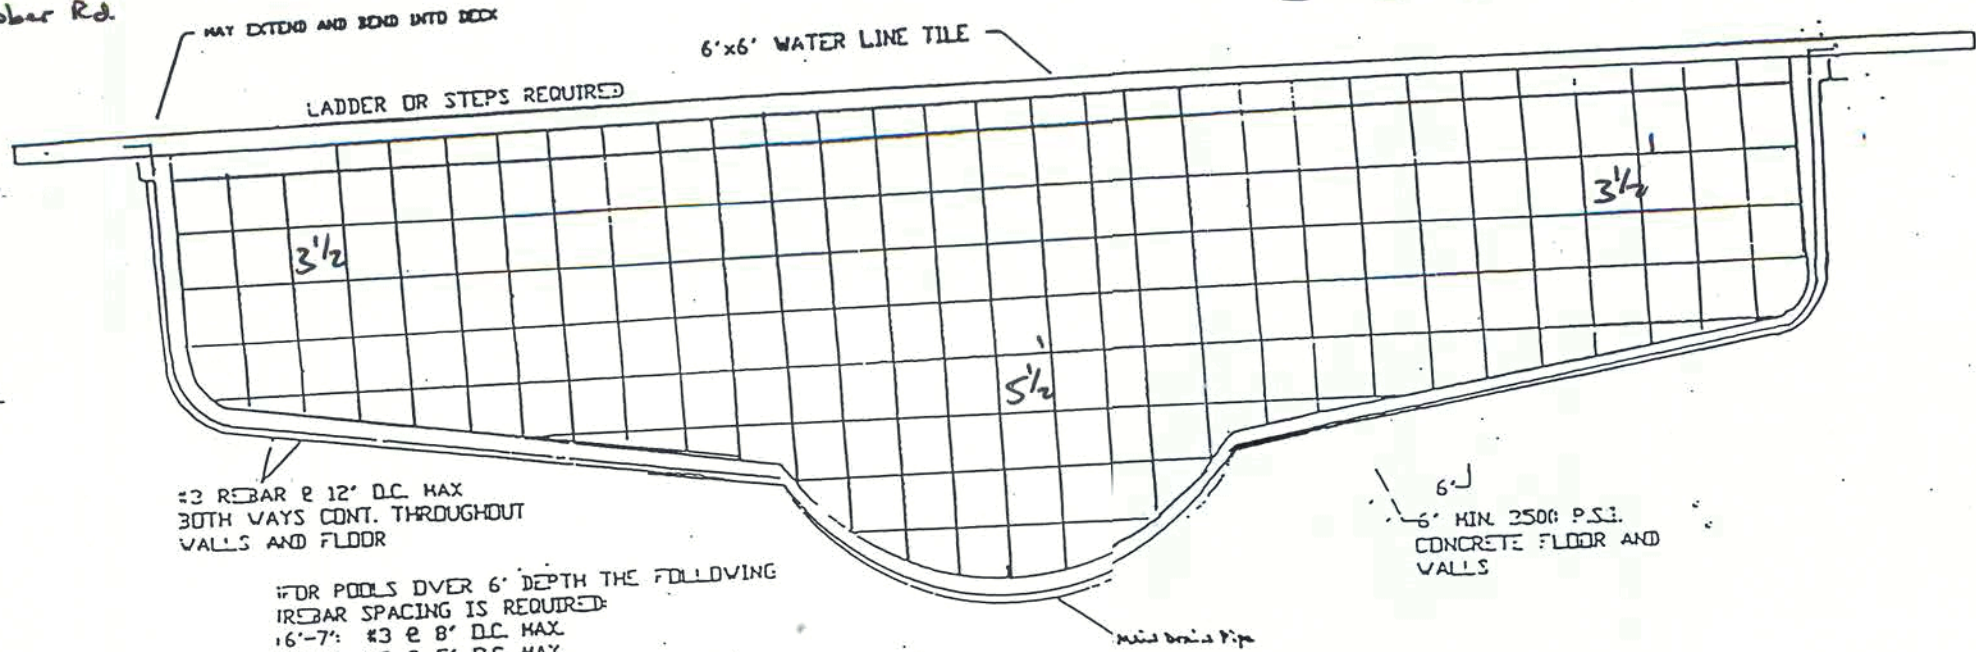 Rd.
MAY EXTEND AND BEND INTO DECK
6'x6' WATER LINE TILE
LADDER OR STEPS REQUIRED
3 1/2
3 1/2
5 1/2'
#3 REBAR @ 12' O.C. MAX
BOTH WAYS CONT. THROUGHOUT
WALLS AND FLOOR
6'
6' MIN. 2500 P.S.I.
CONCRETE FLOOR AND
WALLS
FOR POOLS OVER 6' DEPTH THE FOLLOWING
REBAR SPACING IS REQUIRED:
6'-7': #3 @ 8' O.C. MAX
Main Drain Pipe